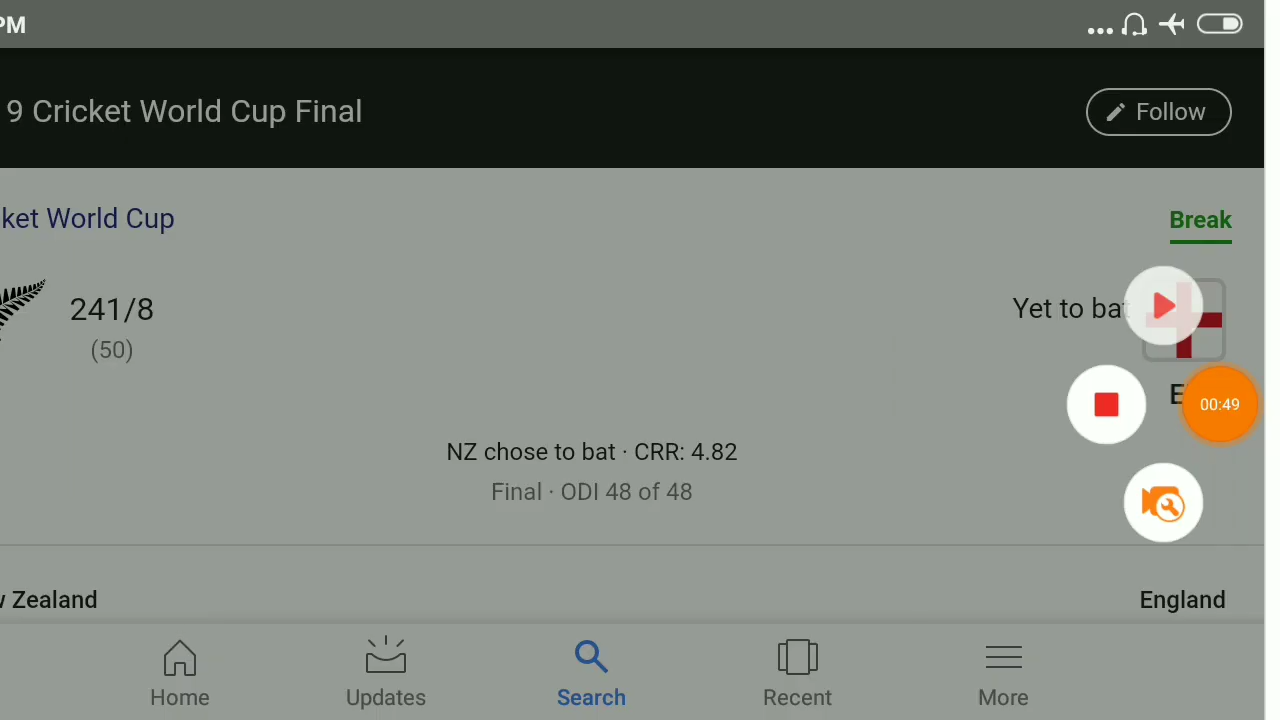 PM
9 Cricket World Cup Final
Follow
ket World Cup
Break
241/8
(50)
Yet to bat
E
00:49
NZ chose to bat · CRR: 4.82
Final · ODI 48 of 48
w Zealand
England
Home
Updates
Search
Recent
More